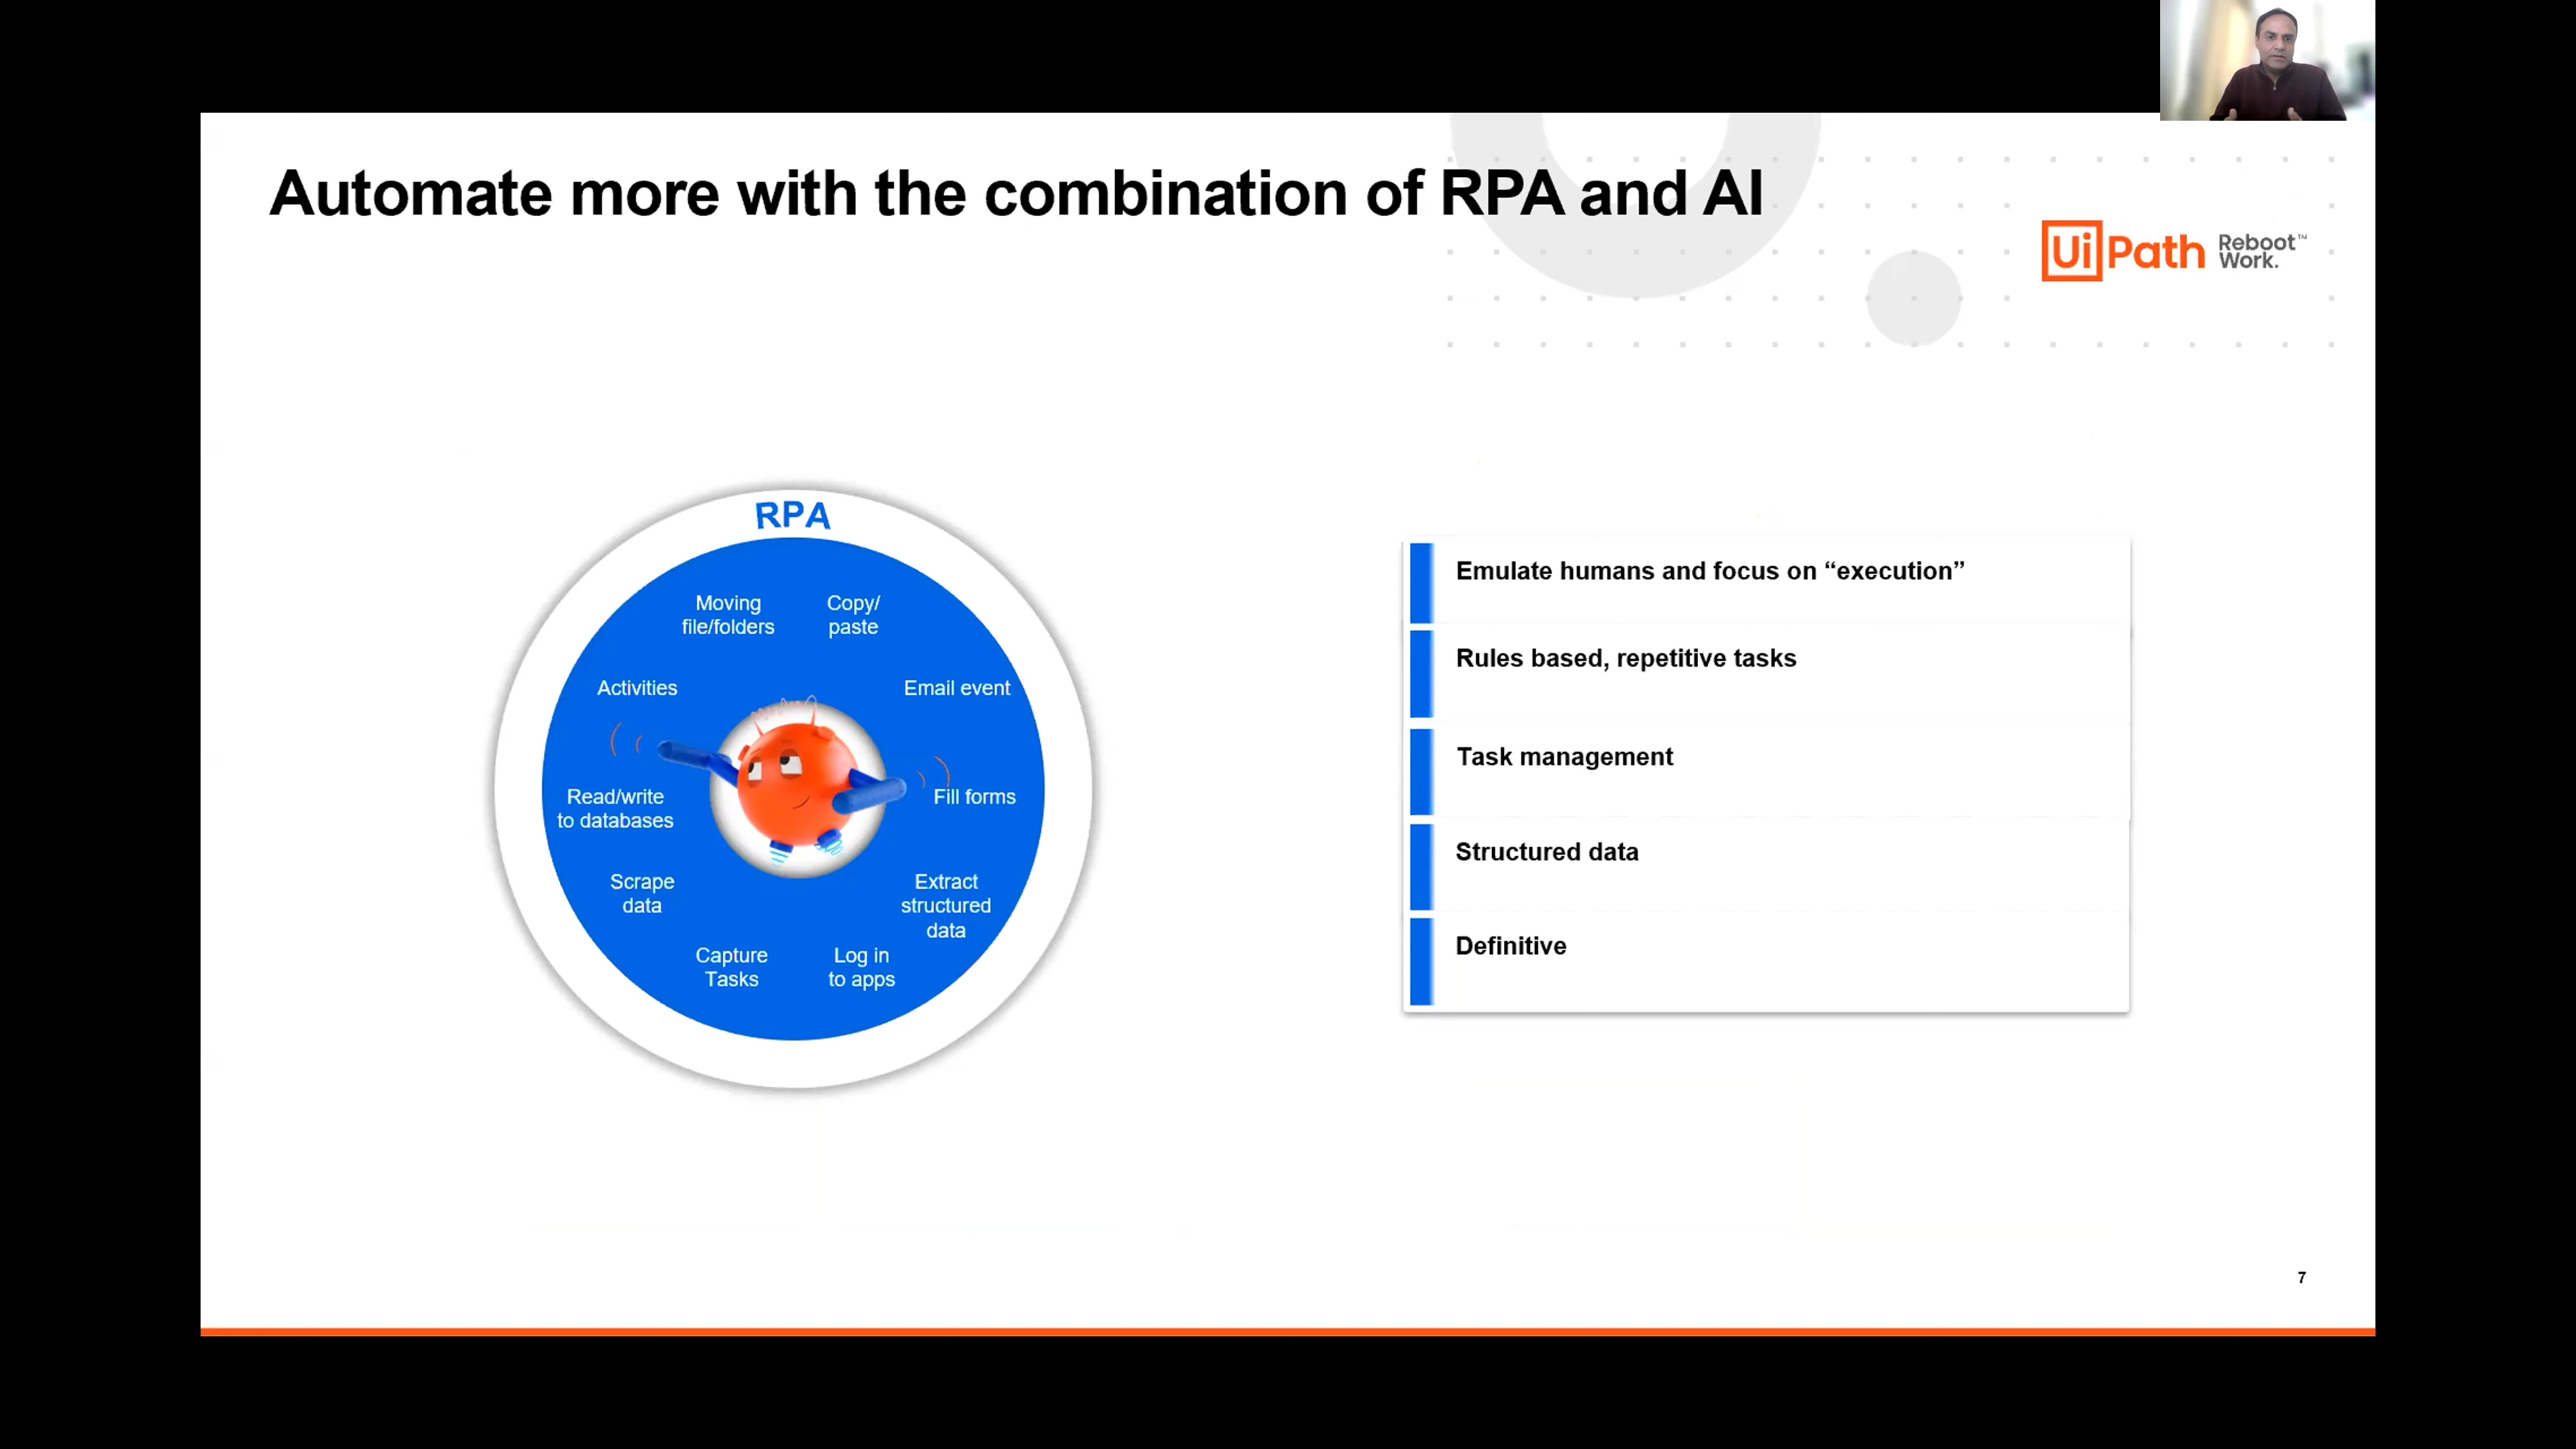 Automate more with the combination of RPA and AI
UiPath Reboot™
Work.
RPA
Moving
file/folders
Copy/
paste
Activities
Email event
Read/write
to databases
Fill forms
Scrape
data
Extract
structured
data
Capture
Tasks
Log in
to apps
Emulate humans and focus on “execution”
Rules based, repetitive tasks
Task management
Structured data
Definitive
7